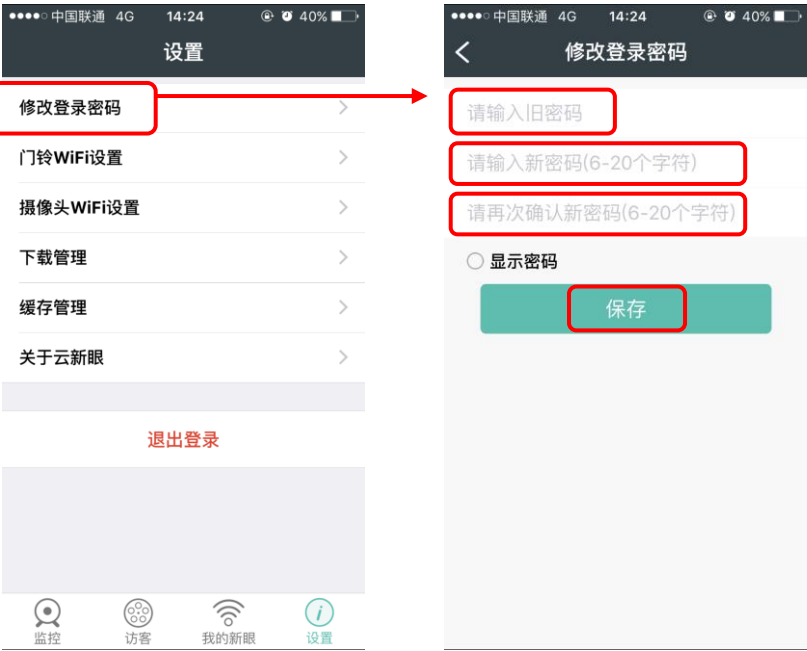 中国联通 4G 14:24 40%
设置
修改登录密码
门铃WiFi设置
摄像头WiFi设置
下载管理
缓存管理
关于云新眼
退出登录
监控 访客 我的新眼 设置
中国联通 4G 14:24 40%
修改登录密码
请输入旧密码
请输入新密码(6-20个字符)
请再次确认新密码(6-20个字符)
显示密码
保存